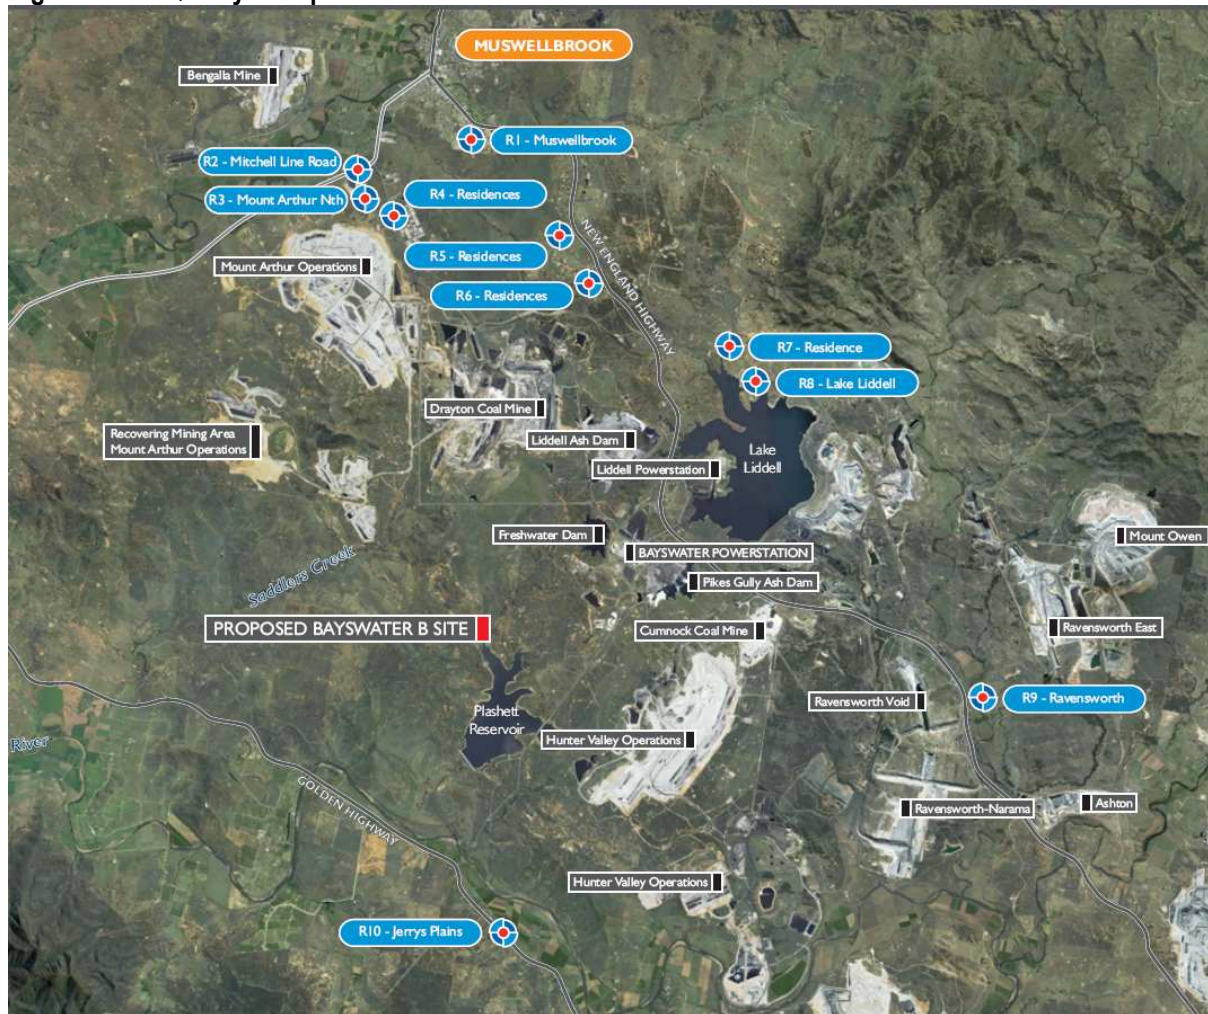 MUSWELLBROOK
Bengalla Mine
R1 - Muswellbrook
R2 - Mitchell Line Road
R3 - Mount Arthur Nth
R4 - Residences
R5 - Residences
R6 - Residences
NEW ENGLAND HIGHWAY
Mount Arthur Operations
R7 - Residence
R8 - Lake Liddell
Drayton Coal Mine
Recovering Mining Area
Mount Arthur Operations
Liddell Ash Dam
Liddell Powerstation
Lake
Liddell
Freshwater Dam
BAYSWATER POWERSTATION
Mount Owen
Pikes Gully Ash Dam
Saddlers Creek
PROPOSED BAYSWATER B SITE
Cumnock Coal Mine
Ravensworth East
Ravensworth Void
R9 - Ravensworth
Plashett
Reservoir
Hunter Valley Operations
River
GOLDEN HIGHWAY
Ravensworth-Narama
Ashton
Hunter Valley Operations
R10 - Jerrys Plains